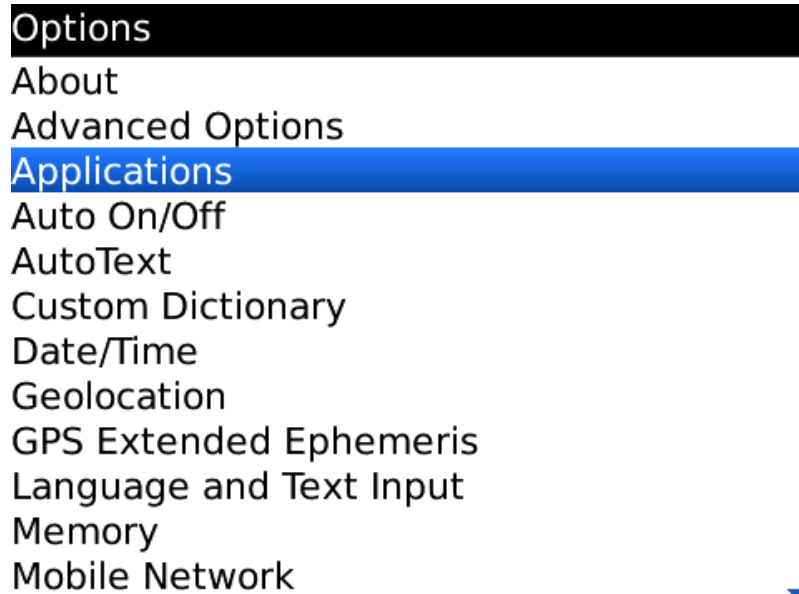 Options
About
Advanced Options
Applications
Auto On/Off
AutoText
Custom Dictionary
Date/Time
Geolocation
GPS Extended Ephemeris
Language and Text Input
Memory
Mobile Network